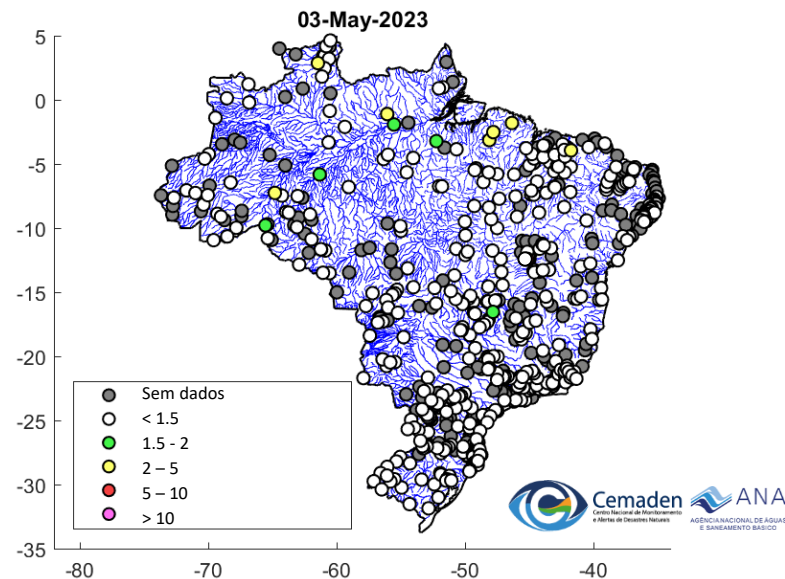 03-May-2023
5
0
-5
-10
-15
-20
-25
-30
-35
-80
-70
-60
-50
-40
Sem dados
< 1.5
1.5 - 2
2 – 5
5 – 10
> 10
Cemaden
Centro Nacional de Monitoramento
e Alertas de Desastres Naturais
ANA
AGÊNCIA NACIONAL DE ÁGUAS
E SANEAMENTO BÁSICO